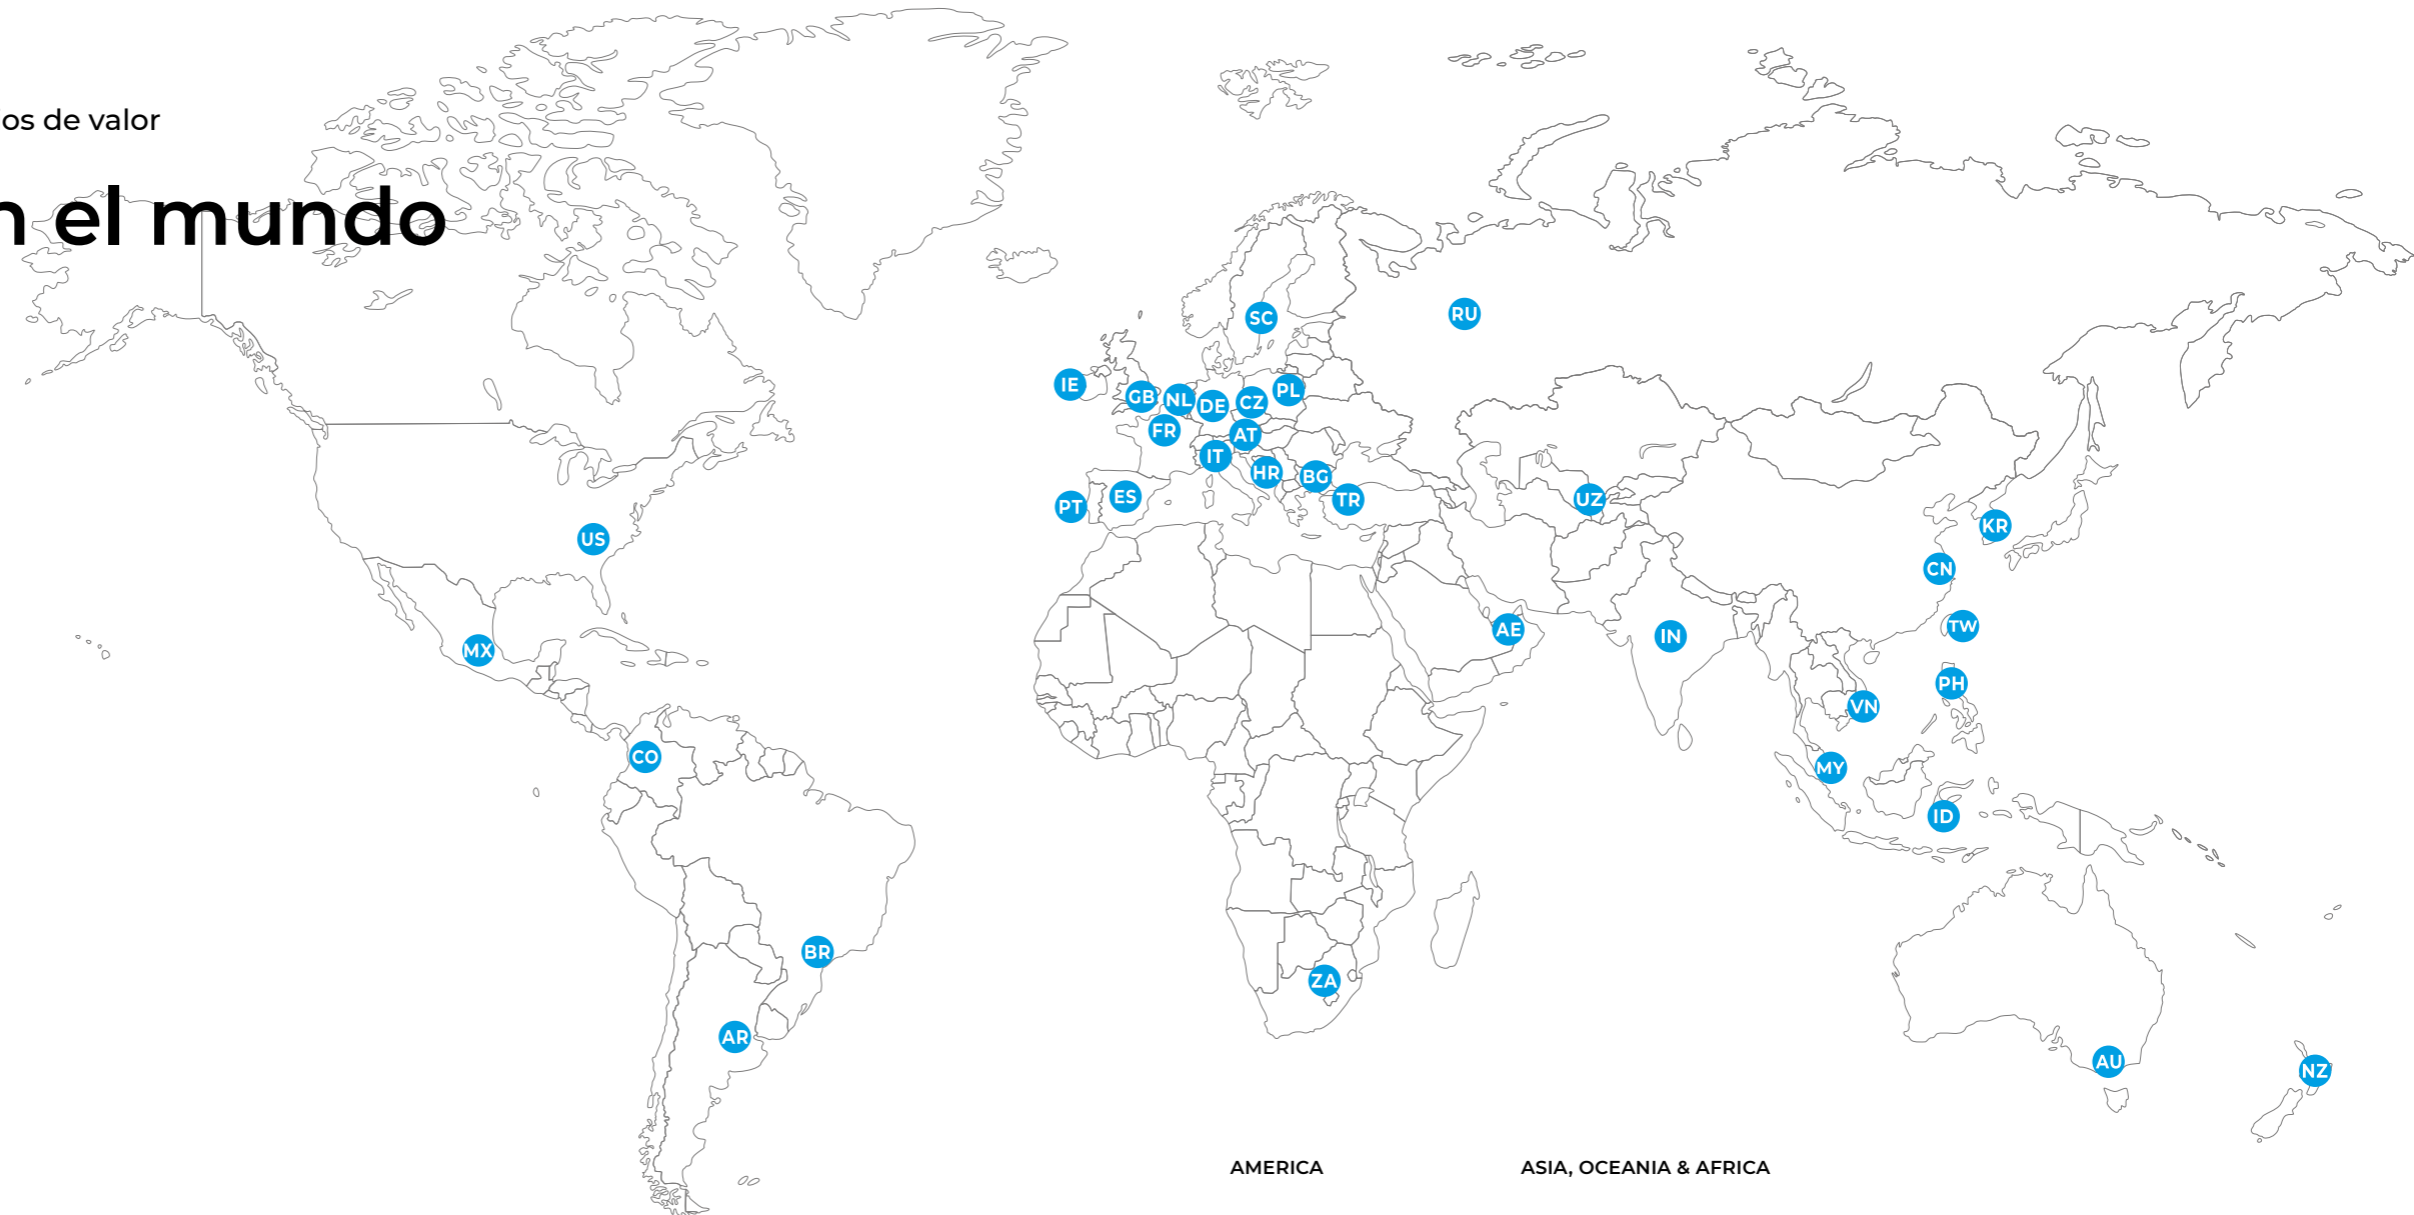 os de valor
n el mundo
SC
RU
IE
GB
NL
DE
CZ
PL
FR
AT
IT
HR
BG
PT
ES
TR
UZ
KR
US
CN
AE
IN
TW
MX
PH
VN
CO
MY
ID
BR
ZA
AR
AU
NZ
AMERICA
ASIA, OCEANIA & AFRICA